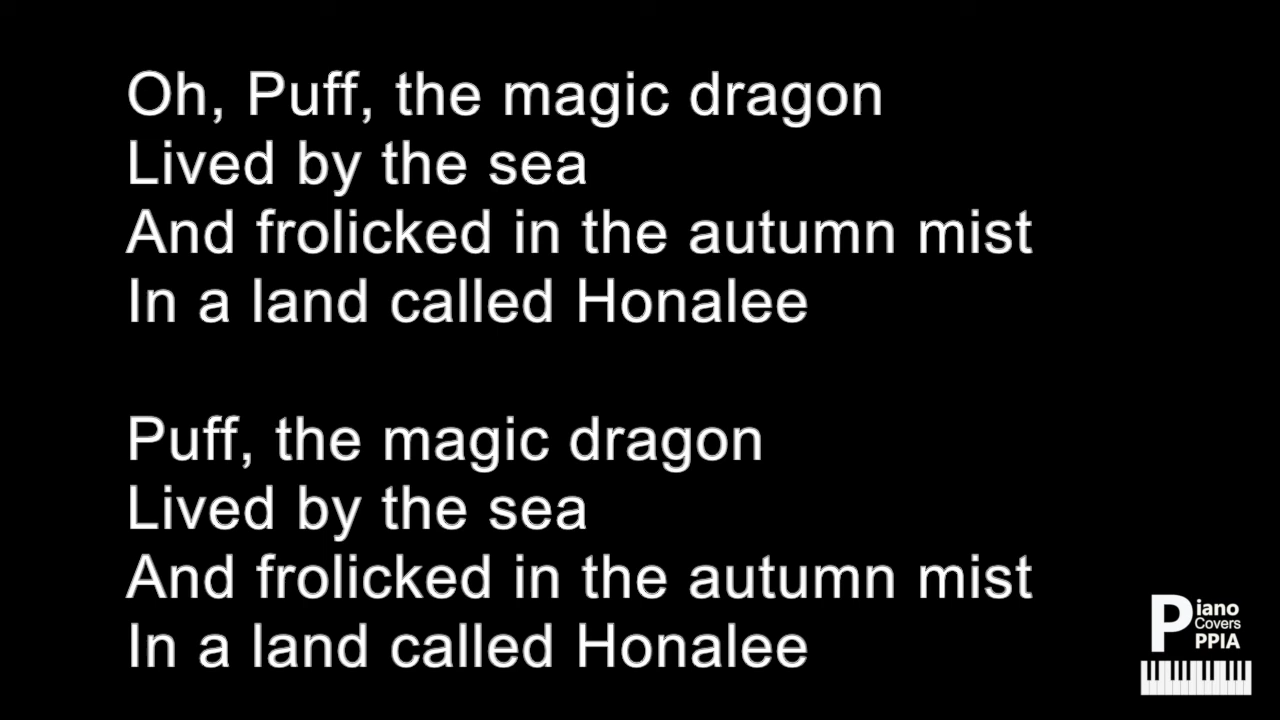 Oh, Puff, the magic dragon
Lived by the sea
And frolicked in the autumn mist
In a land called Honalee
Puff, the magic dragon
Lived by the sea
And frolicked in the autumn mist
In a land called Honalee
Piano
Covers
PPIA